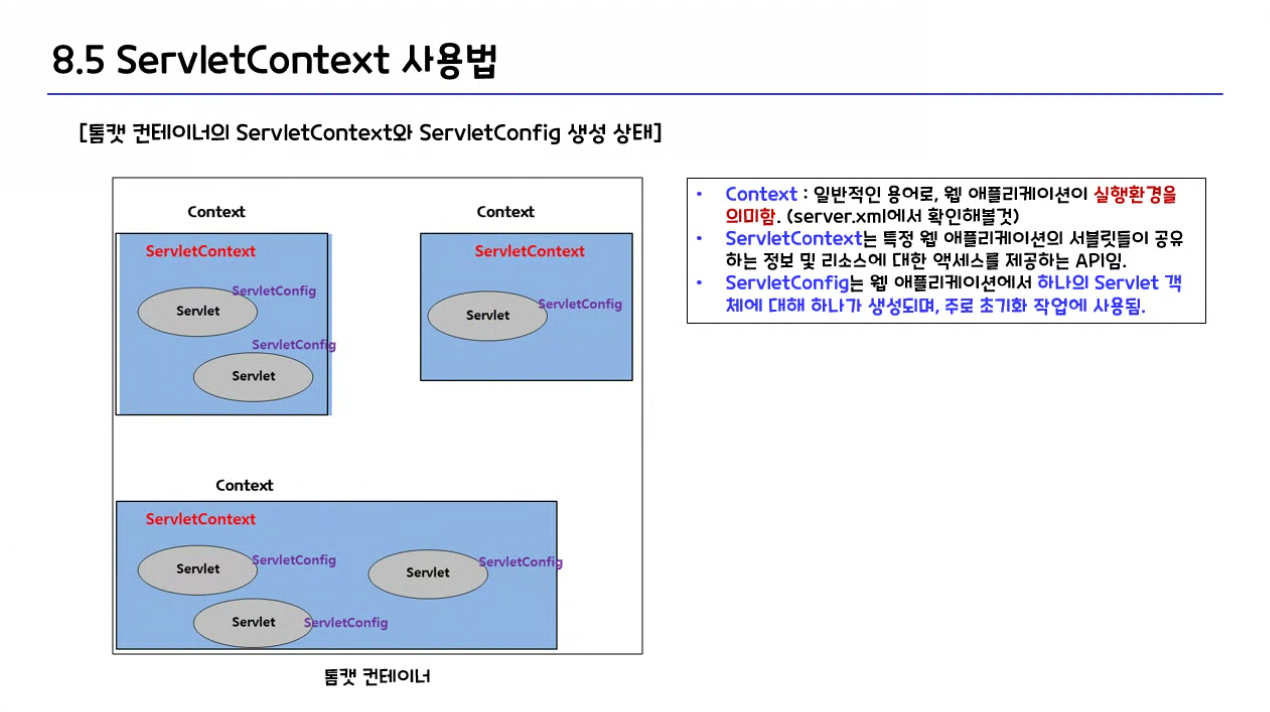 8.5 ServletContext 사용법
[톰캣 컨테이너의 ServletContext와 ServletConfig 생성 상태]
Context
ServletContext
ServletConfig
Servlet
ServletConfig
Servlet
Context
ServletContext
ServletConfig
Servlet
Context
ServletContext
ServletConfig
Servlet
ServletConfig
Servlet
Servlet
ServletConfig
톰캣 컨테이너
• Context : 일반적인 용어로, 웹 애플리케이션이 실행환경을
의미함. (server.xml에서 확인해볼것)
• ServletContext는 특정 웹 애플리케이션의 서블릿들이 공유
하는 정보 및 리소스에 대한 액세스를 제공하는 API임.
• ServletConfig는 웹 애플리케이션에서 하나의 Servlet 객
체에 대해 하나가 생성되며, 주로 초기화 작업에 사용됨.